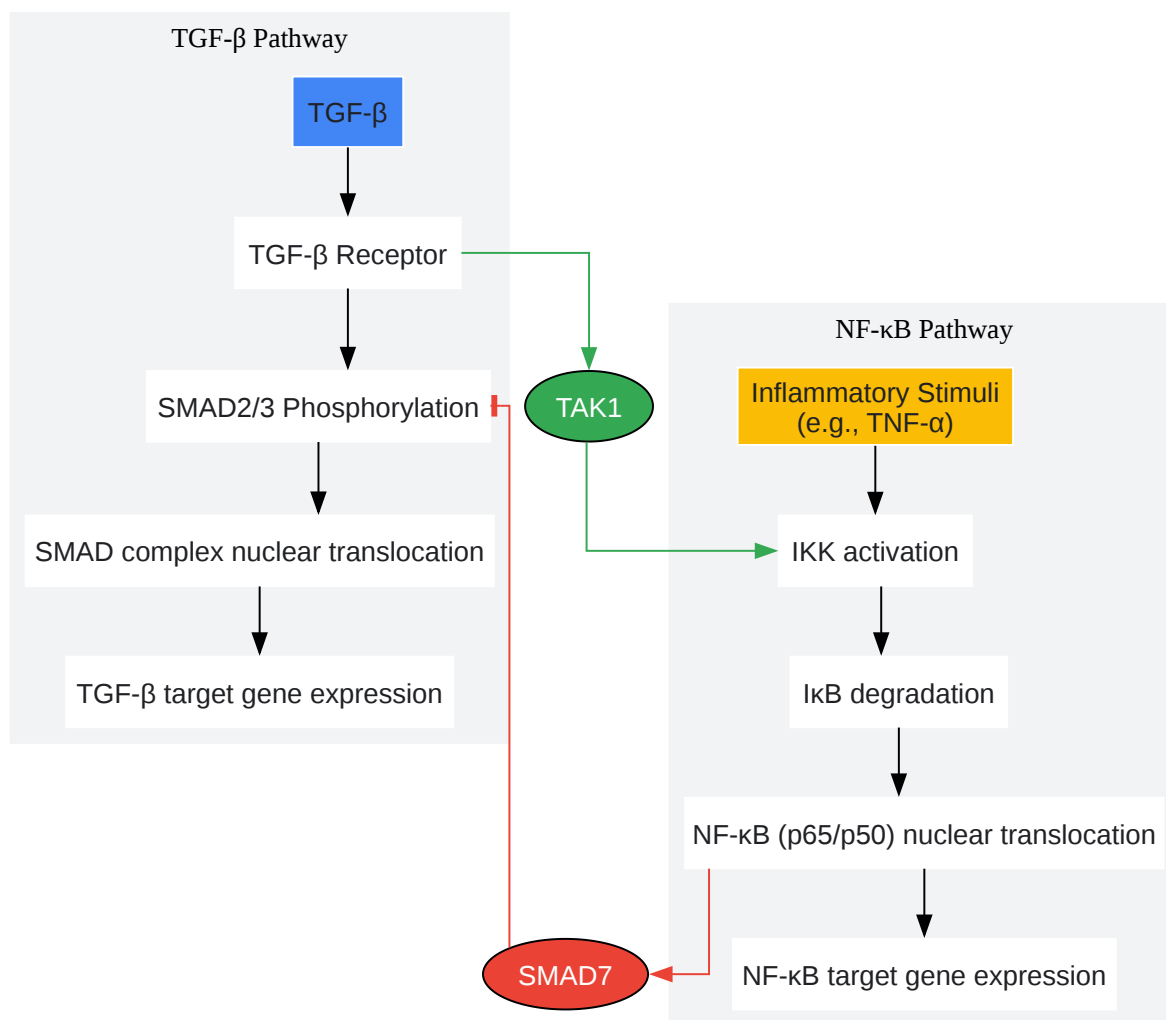 TGF-β Pathway
TGF-β
TGF-β Receptor
NF-κB Pathway
SMAD2/3 Phosphorylation
TAK1
Inflammatory Stimuli
(e.g., TNF-α)
SMAD complex nuclear translocation
IKK activation
TGF-β target gene expression
IκB degradation
NF-κB (p65/p50) nuclear translocation
SMAD7
NF-κB target gene expression